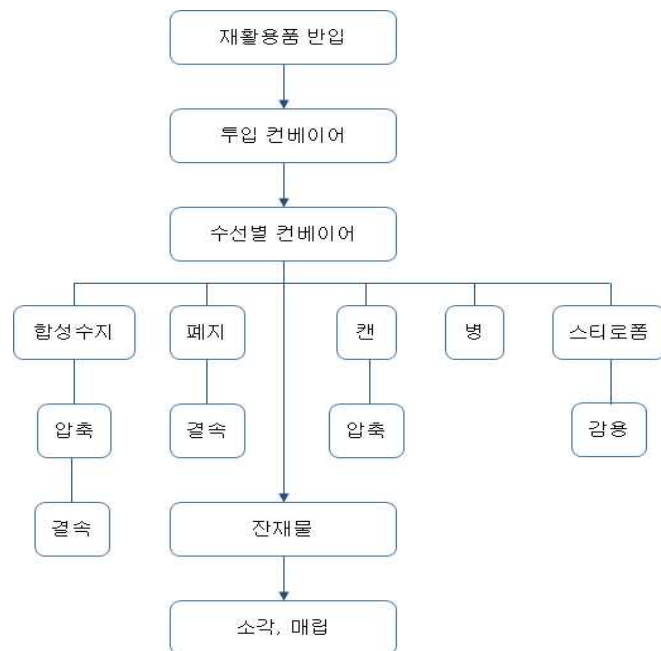 재활용품 반입
투입 컨베이어
수선별 컨베이어
합성수지 폐지 캔 병 스티로폼
압축 결속 압축 감용
결속 잔재물
소각, 매립